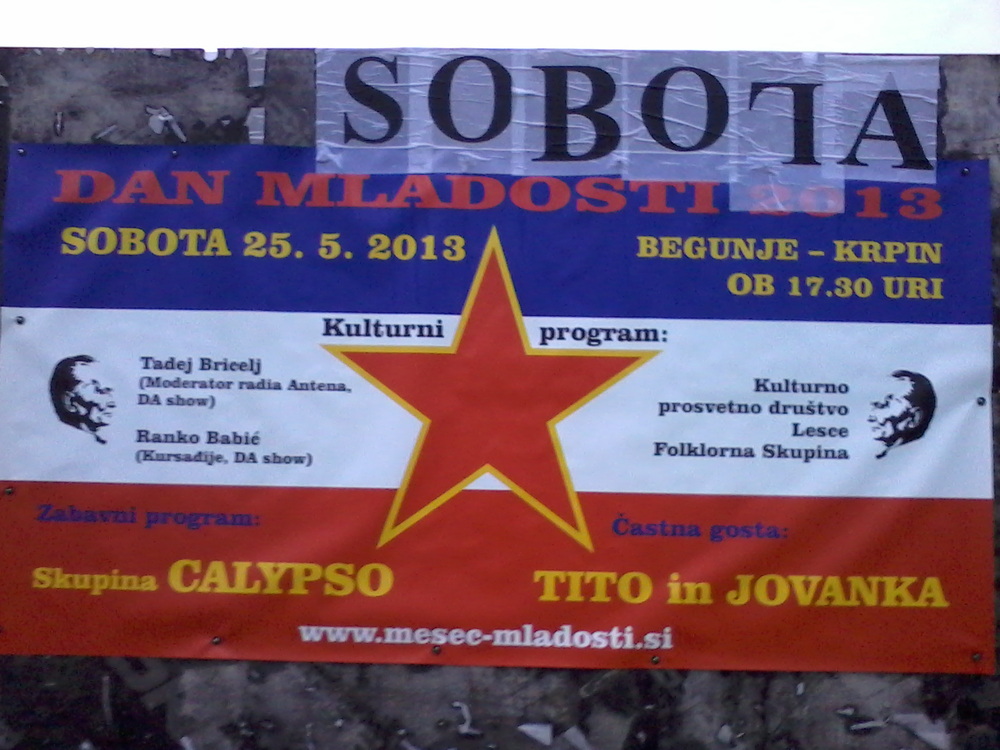 SOBOTA
DAN MLADOSTI 2013
SOBOTA 25. 5. 2013
BEGUNJE – KRPIN
OB 17.30 URI
Kulturni program:
Tadej Bricelj
(Moderator radia Antena,
DA show)
Ranko Babić
(Kursadije, DA show)
Kulturno
prosvetno društvo
Lesce
Folklorna Skupina
Zabavni program:
Skupina CALYPSO
Častna gosta:
TITO in JOVANKA
www.mesec-mladosti.si